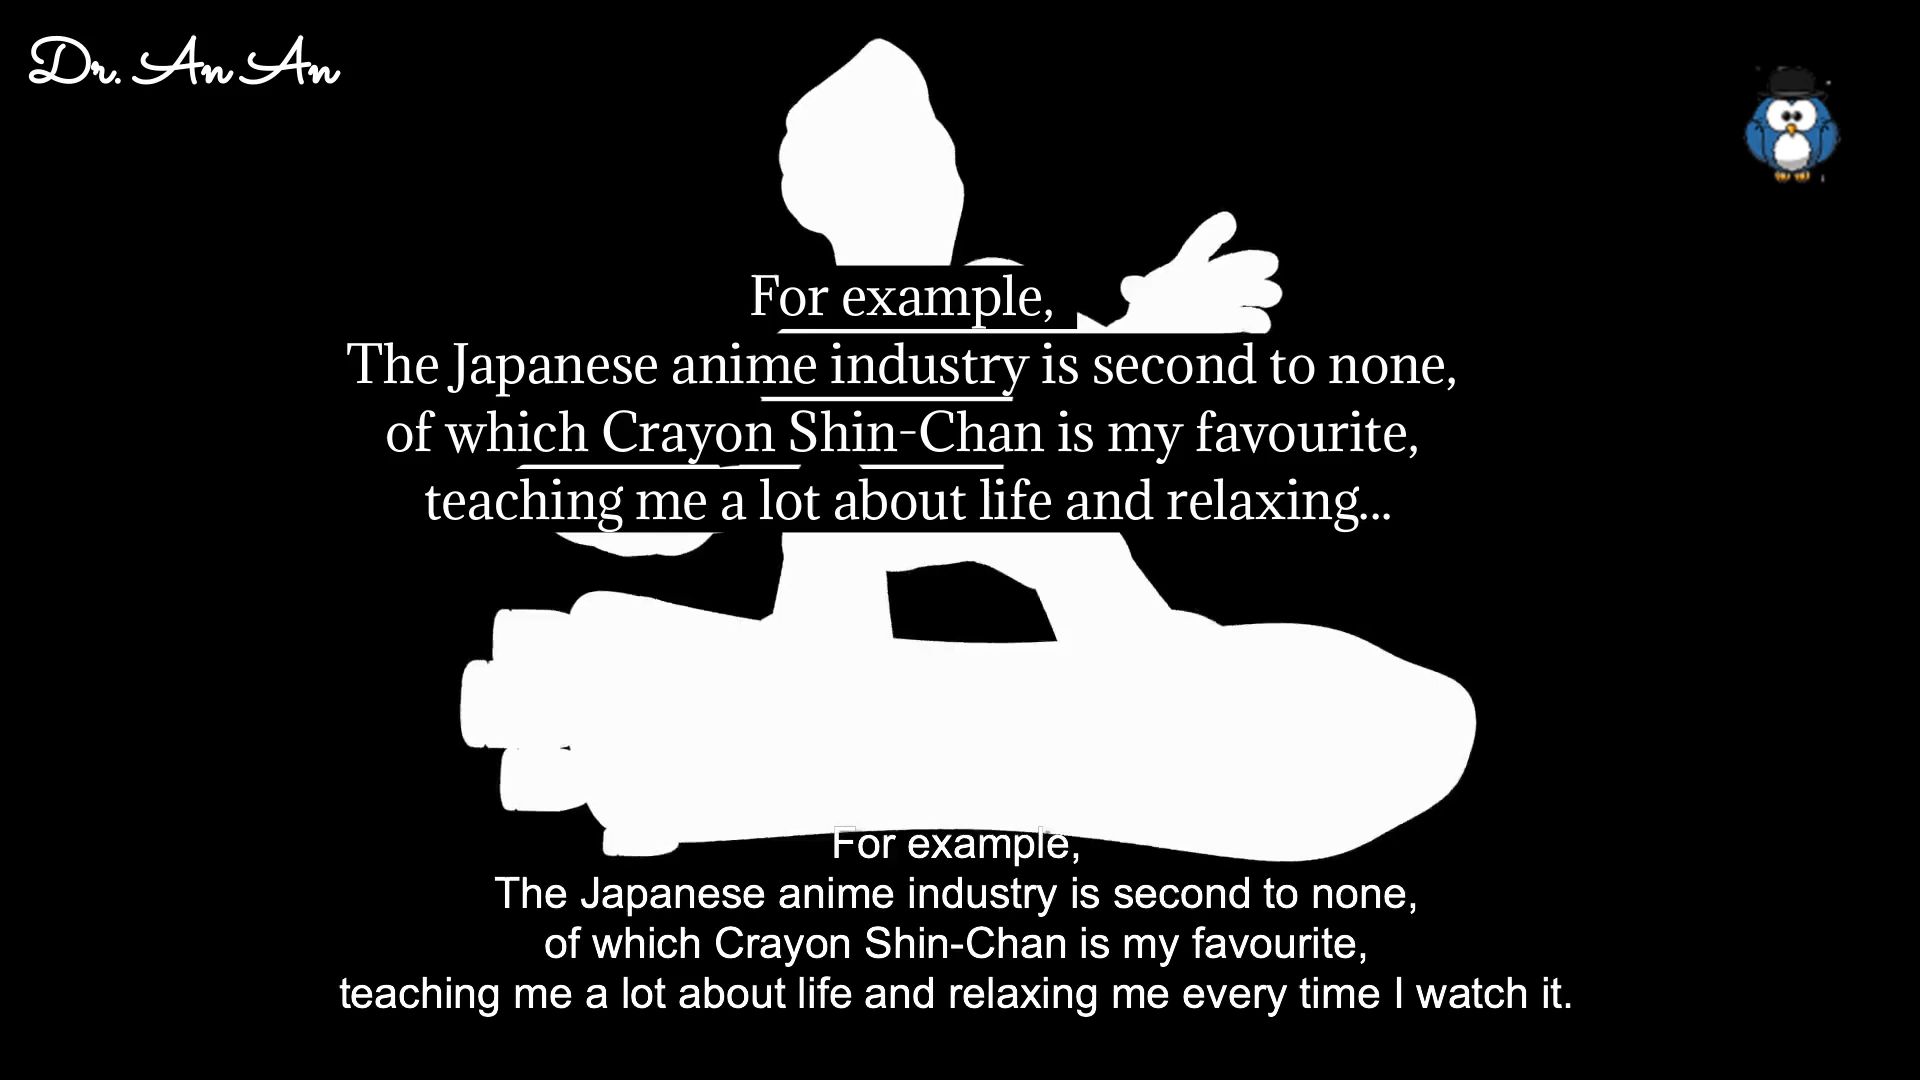 Dr. An An
For example,
The Japanese anime industry is second to none,
of which Crayon Shin-Chan is my favourite,
teaching me a lot about life and relaxing...
For example,
The Japanese anime industry is second to none,
of which Crayon Shin-Chan is my favourite,
teaching me a lot about life and relaxing me every time I watch it.